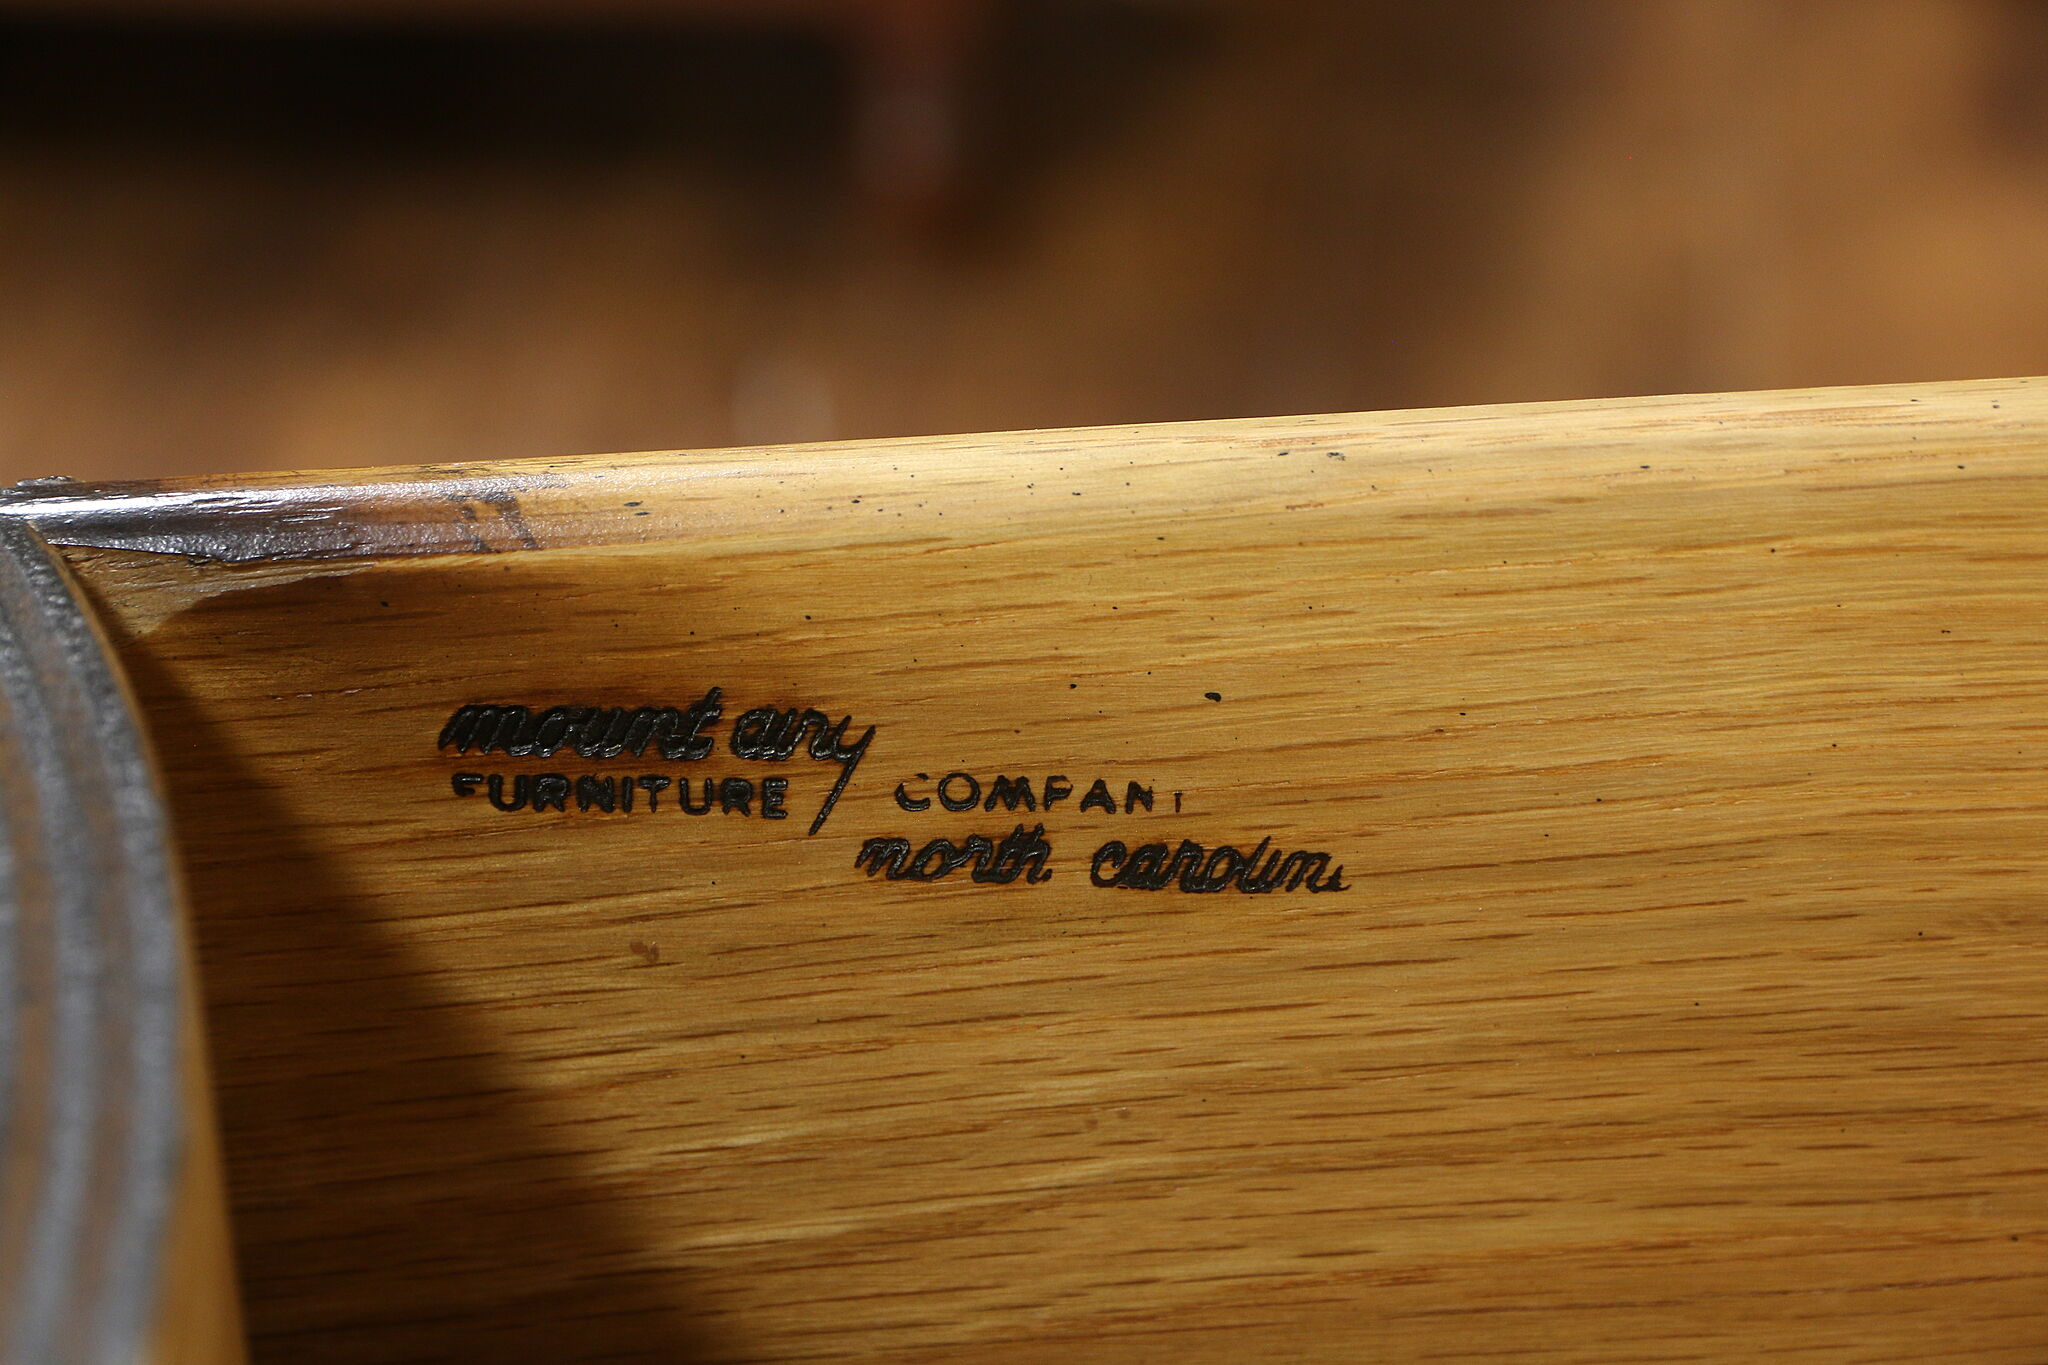 mount airy
FURNITURE COMPANY
north carolina